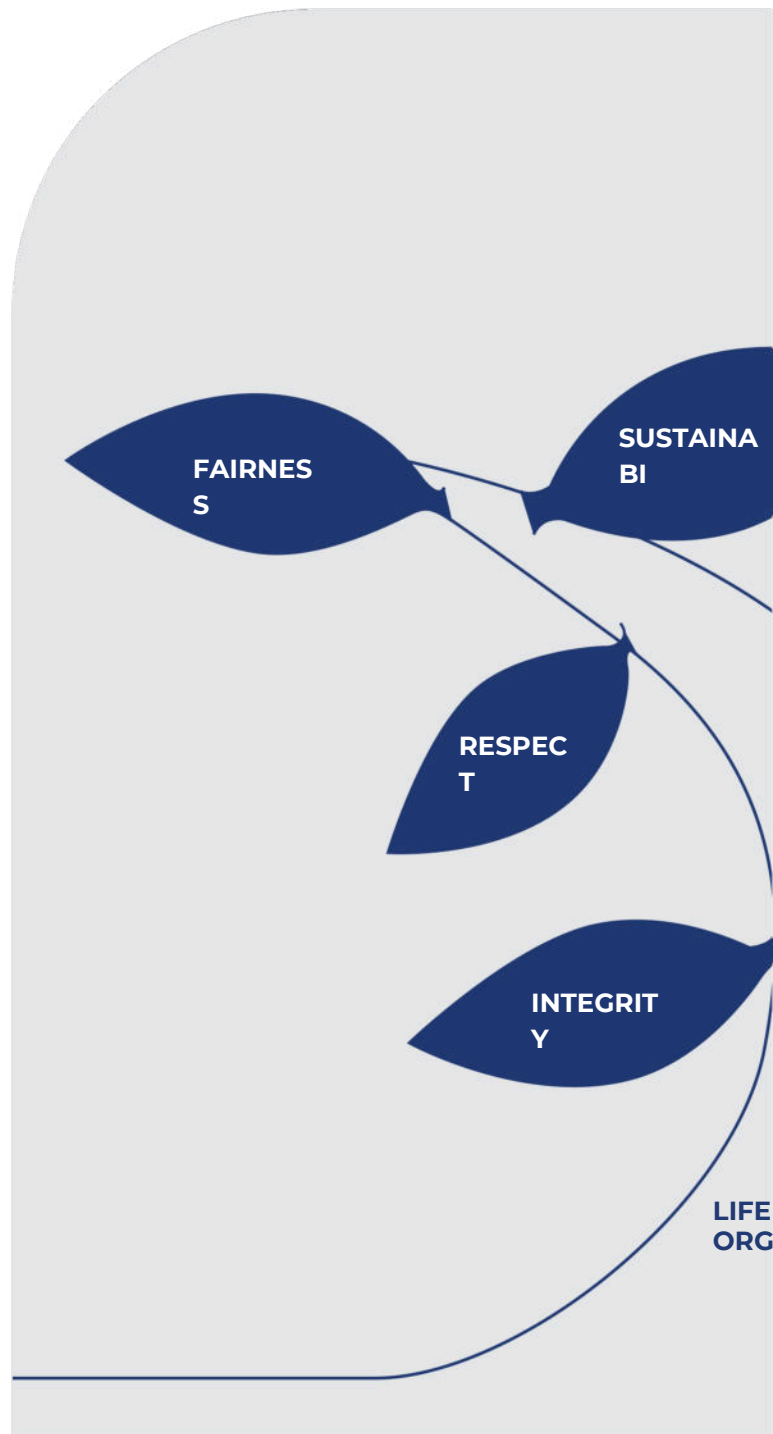 SUSTAINA
BI
FAIRNES
S
RESPEC
T
INTEGRIT
Y
LIFE
ORG